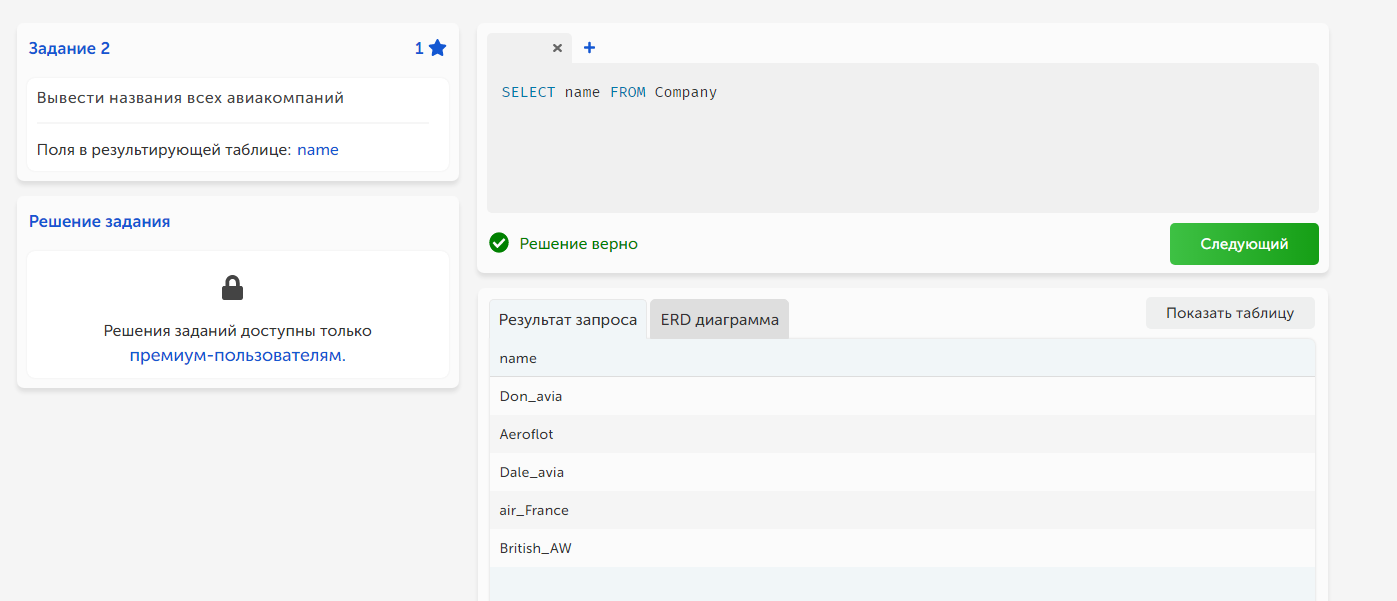 Задание 2
1
Вывести названия всех авиакомпаний
Поля в результирующей таблице: name
Решение задания
Решения заданий доступны только
премиум-пользователям.
SELECT name FROM Company
Решение верно
Следующий
Результат запроса
ERD диаграмма
Показать таблицу
name
Don_avia
Aeroflot
Dale_avia
air_France
British_AW